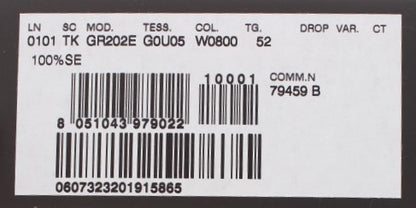 LN SC MOD. TESS. COL. TG. DROP VAR. CT
0101 TK GR202E G0U05 W0800 52
100%SE
10001 COMM.N
79459 B
8 051043 979022
0607323201915865